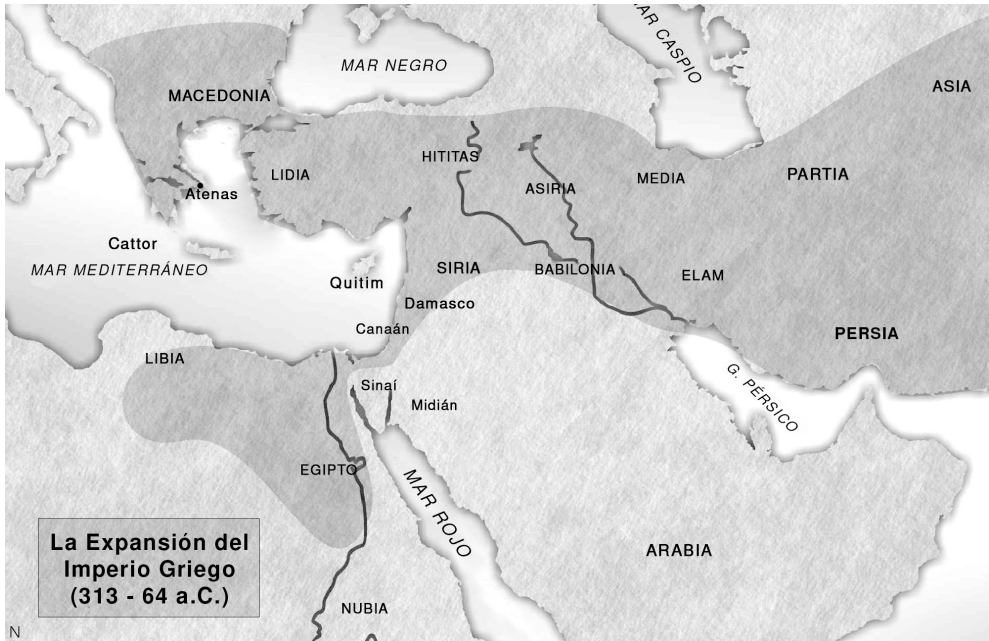 MAR CASPIO
MAR NEGRO
ASIA
MACEDONIA
HITITAS
LIDIA
ASIRIA
MEDIA
PARTIA
Atenas
Cattor
MAR MEDITERRÁNEO
SIRIA
BABILONIA
ELAM
Quitim
Damasco
Canaán
PERSIA
LIBIA
Sinaí
Midián
G. PÉRSICO
EGIPTO
MAR ROJO
ARABIA
La Expansión del
Imperio Griego
(313 - 64 a.C.)
NUBIA
N